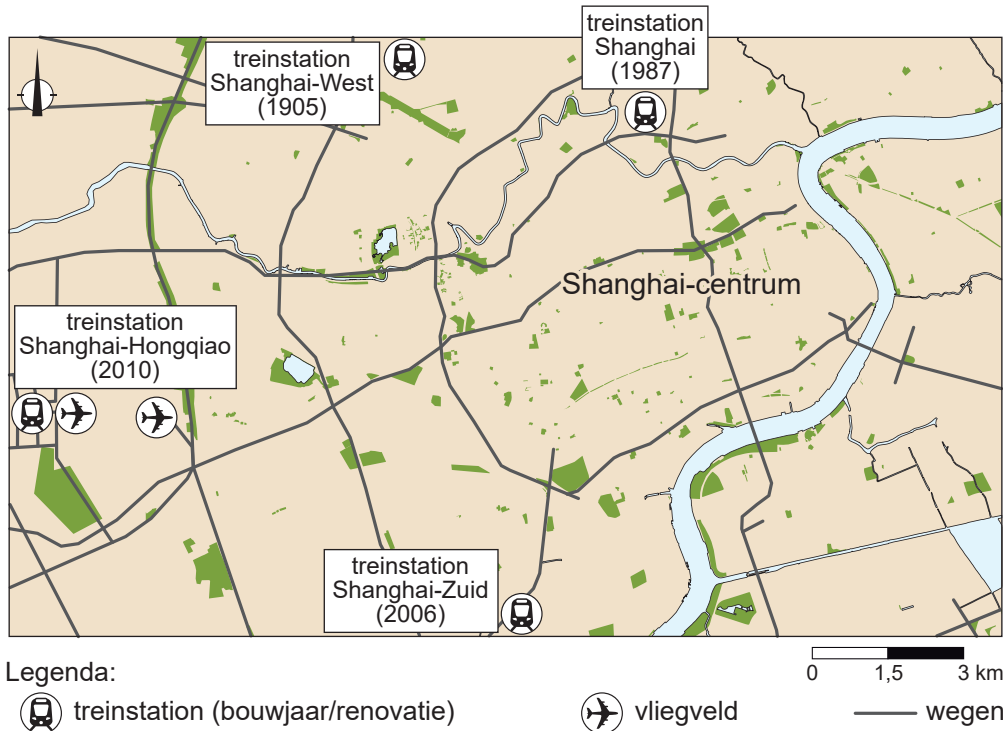 treinstation
Shanghai-West
(1905)
treinstation
Shanghai
(1987)
Shanghai-centrum
treinstation
Shanghai-Hongqiao
(2010)
treinstation
Shanghai-Zuid
(2006)
Legenda:
0 1,5 3 km
treinstation (bouwjaar/renovatie)
vliegveld
wegen